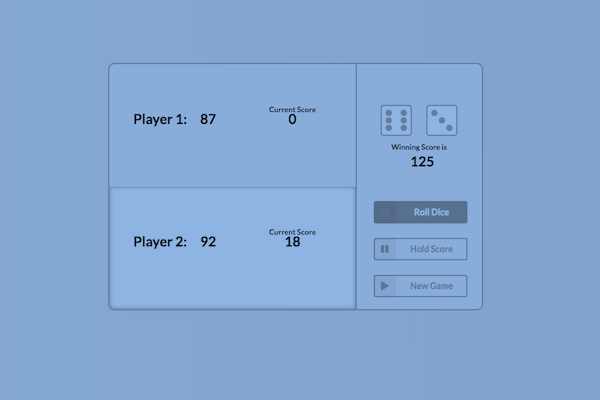 Player 1: 87
Current Score
0
Player 2: 92
Current Score
18
Winning Score is
125
Roll Dice
Hold Score
New Game